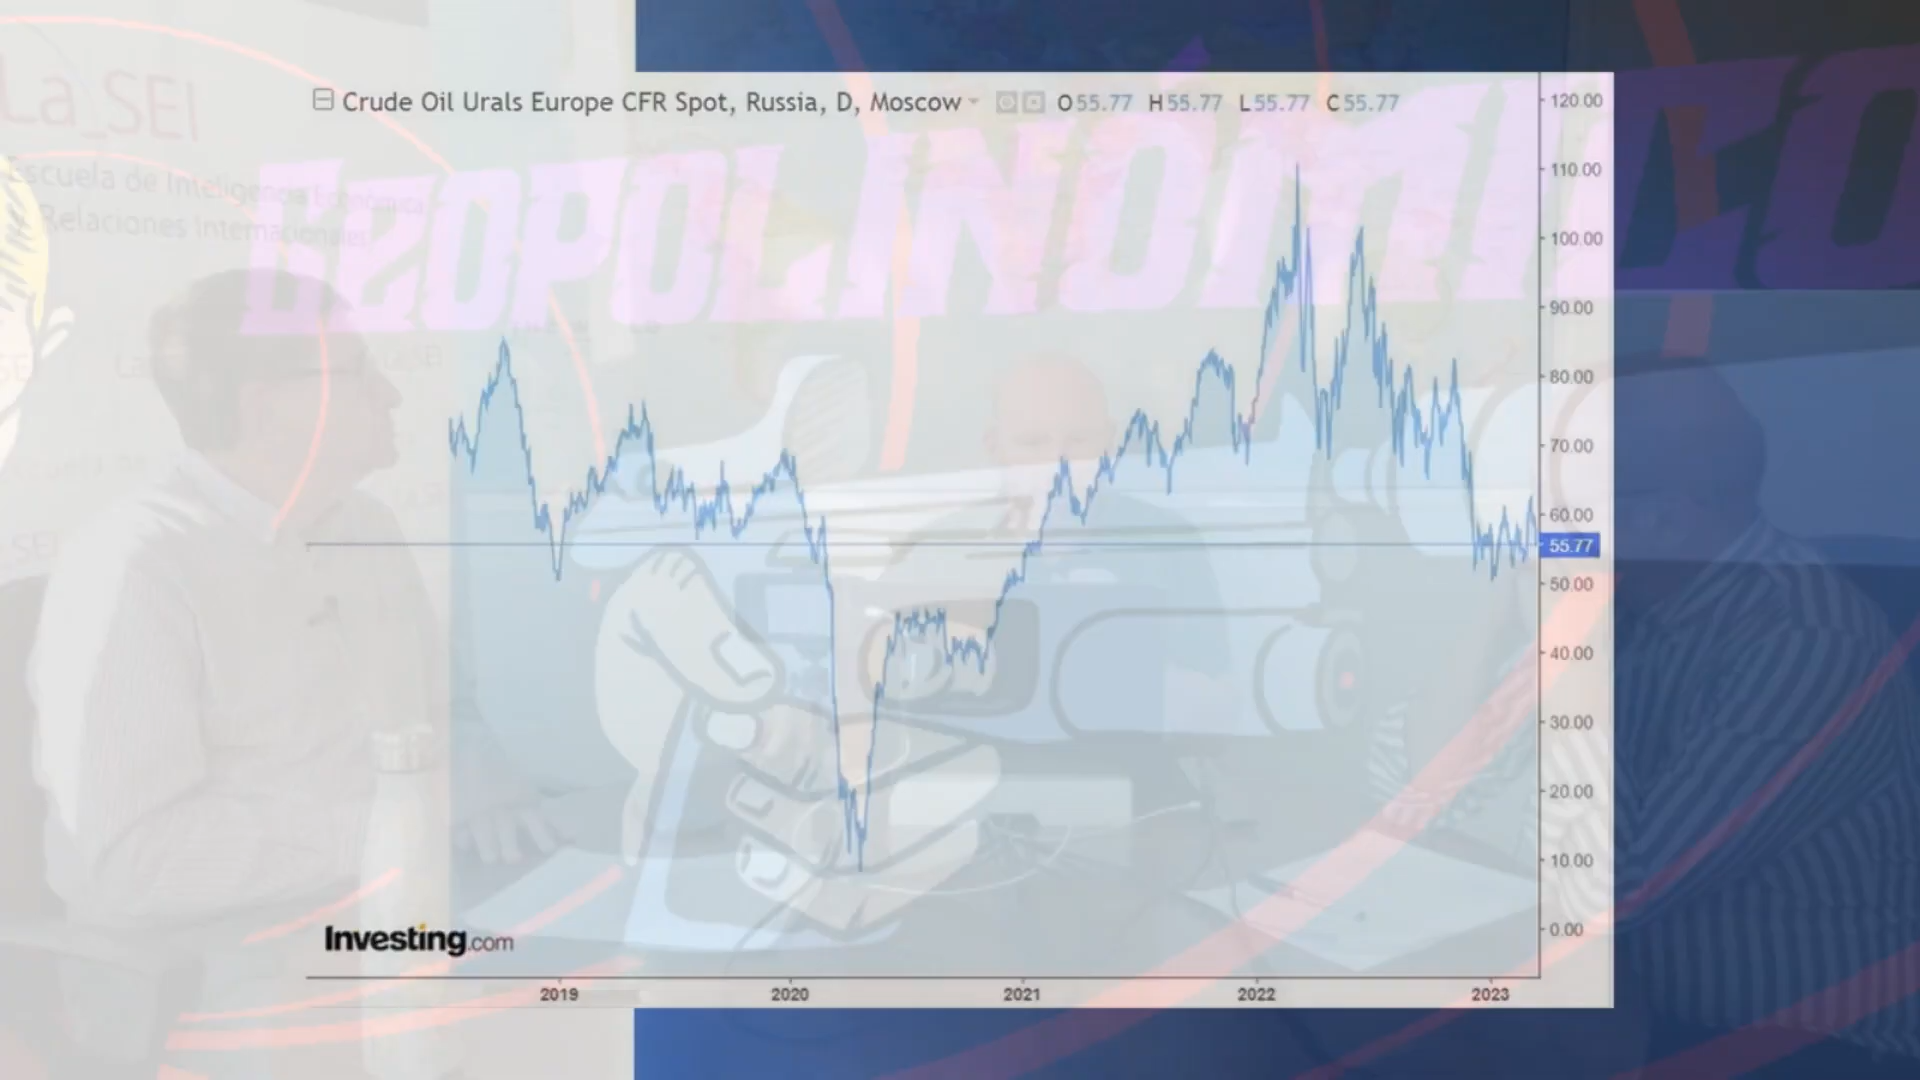 La_SEI
Escuela de Inteligencia Económica
Relaciones Internacionales
GEOPOLINÓMICO
Crude Oil Urals Europe CFR Spot, Russia, D, Moscow O55.77 H55.77 L55.77 C55.77
120.00
110.00
100.00
90.00
80.00
70.00
60.00
55.77
50.00
40.00
30.00
20.00
10.00
0.00
Investing.com
2019 2020 2021 2022 2023